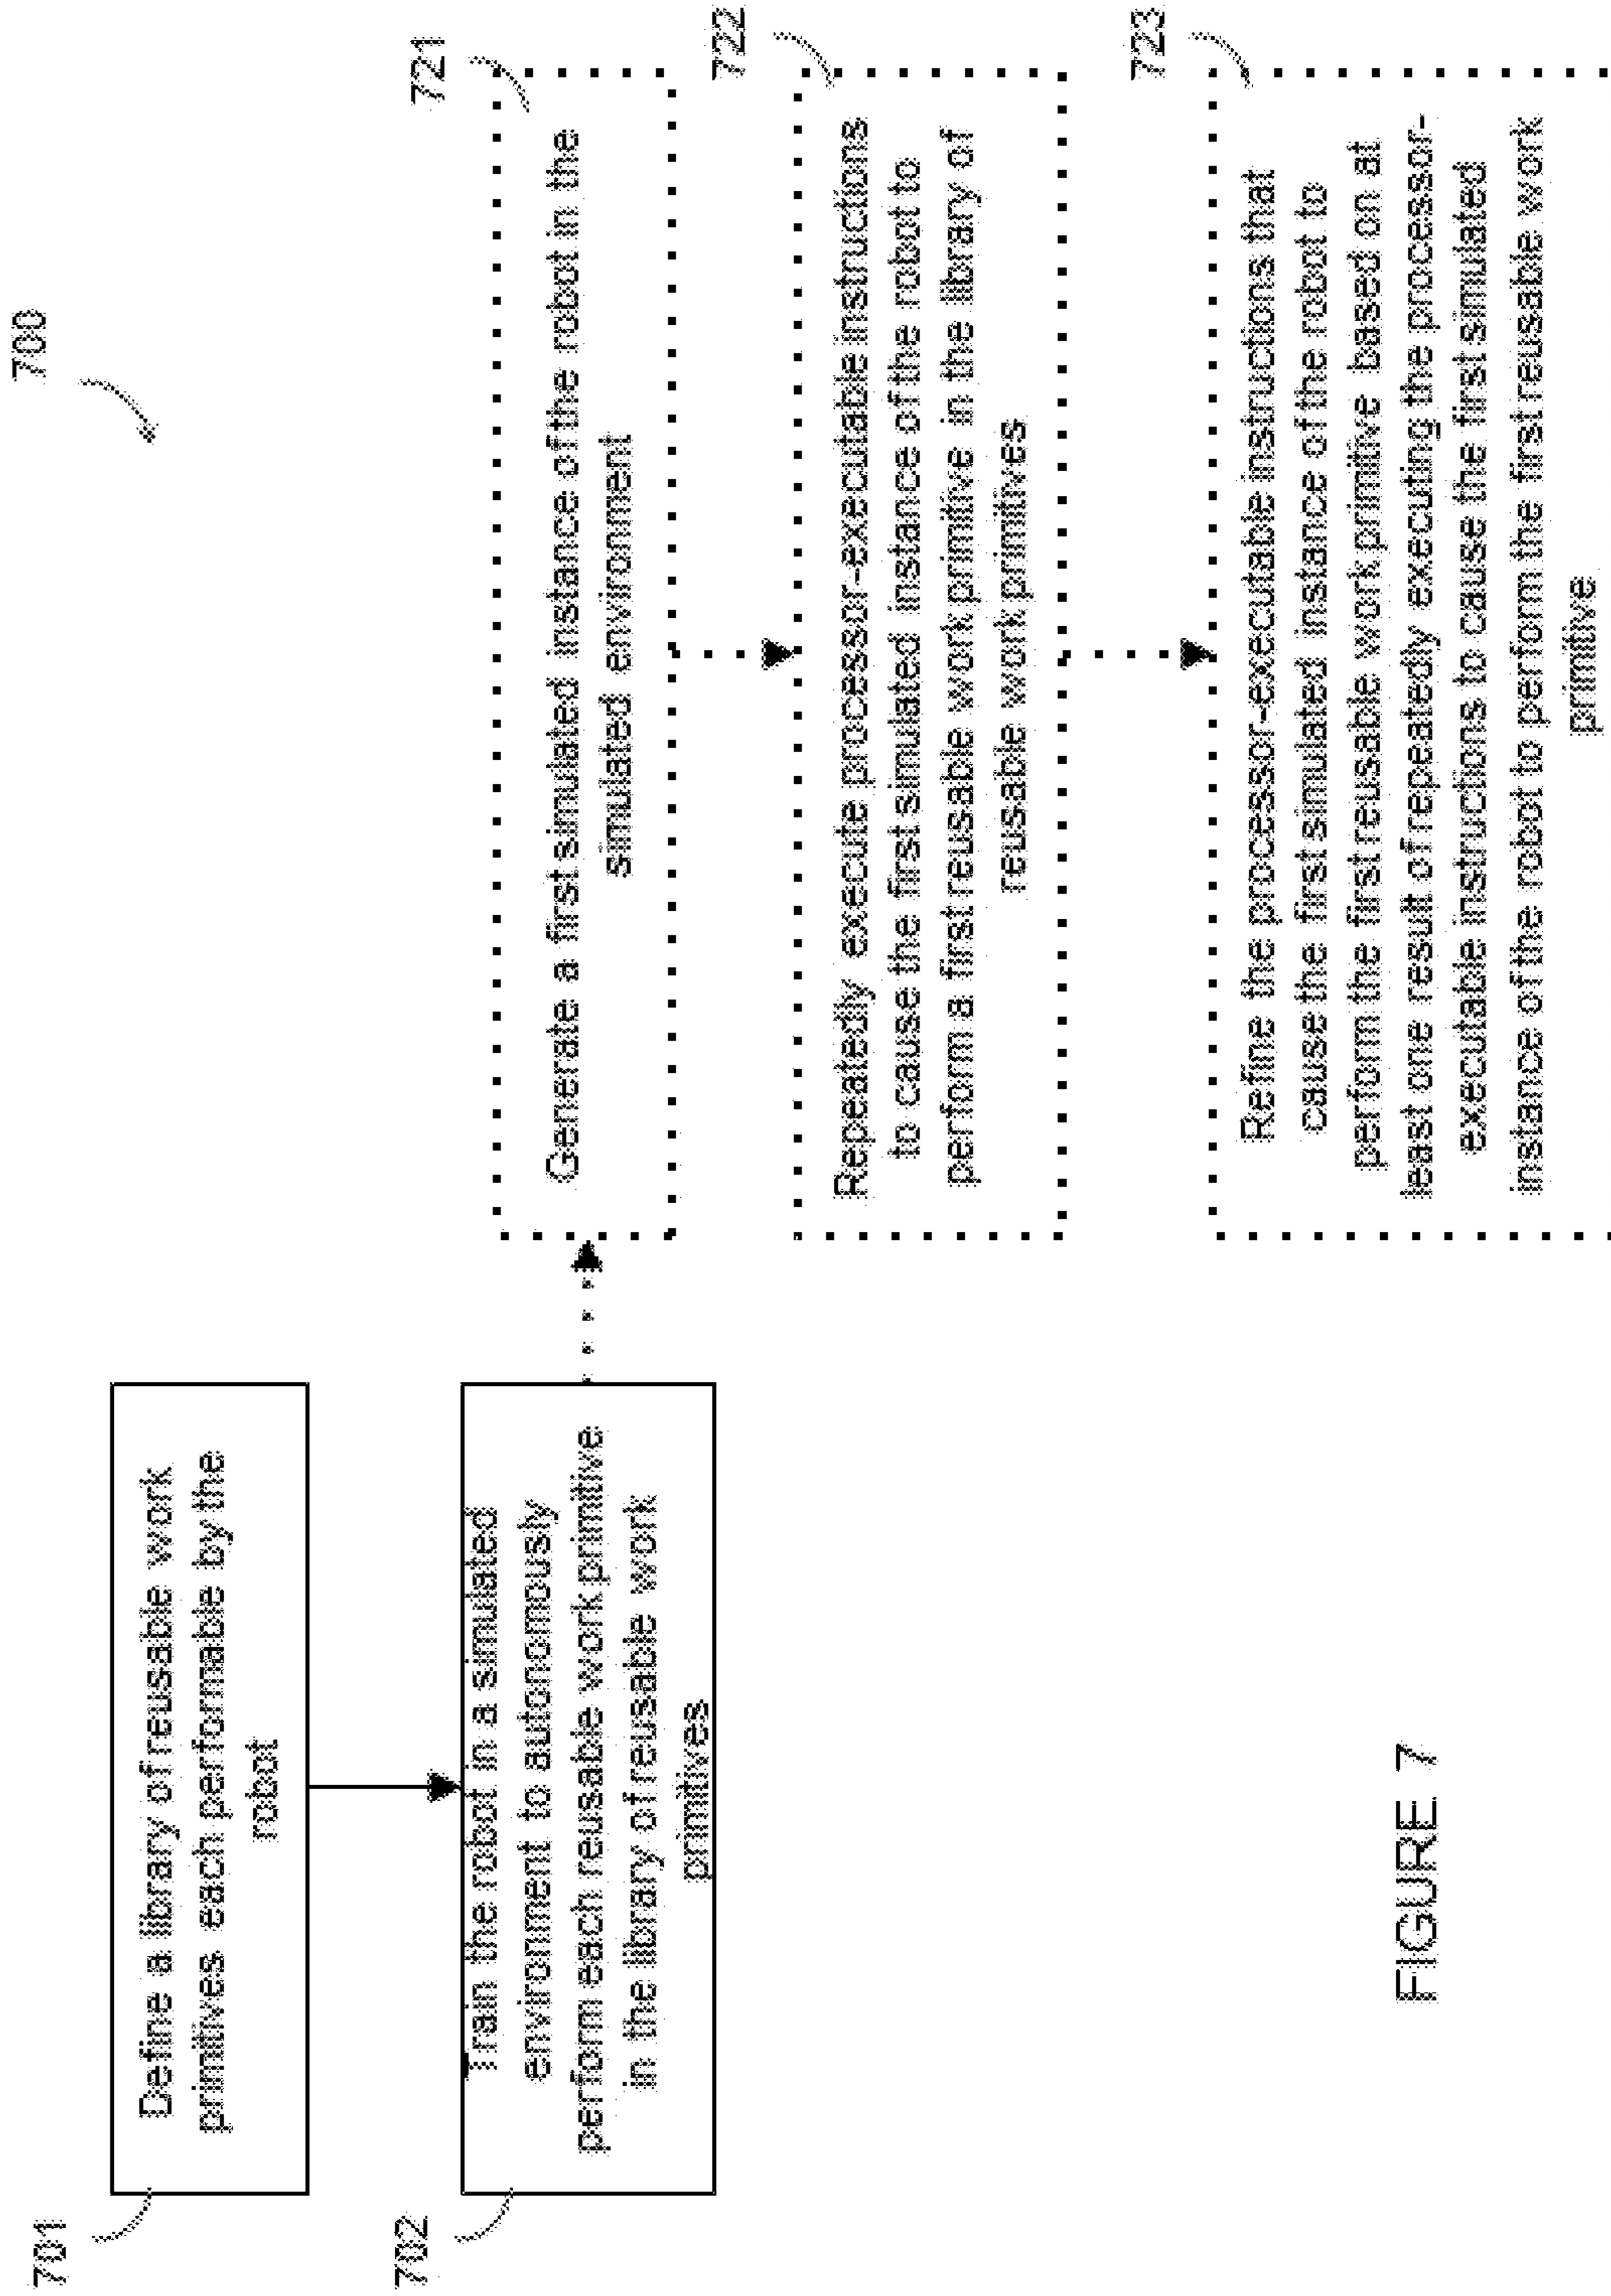 700
701
Define a library of reusable work
primitives each performable by the
robot
702
Train the robot in a simulated
environment to autonomously
perform each reusable work primitive
in the library of reusable work
primitives
721
Generate a first simulated instance of the robot in the
simulated environment
722
Repeatedly execute processor-executable instructions
to cause the first simulated instance of the robot to
perform a first reusable work primitive in the library of
reusable work primitives
723
Refine the processor-executable instructions that
cause the first simulated instance of the robot to
perform the first reusable work primitive based on at
least one result of repeatedly executing the processor-
executable instructions to cause the first simulated
instance of the robot to perform the first reusable work
primitive
FIGURE 7